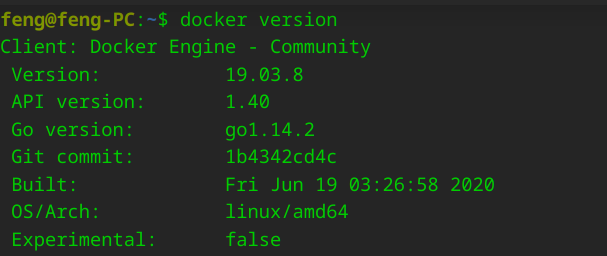 feng@feng-PC:~$ docker version
Client: Docker Engine - Community
Version: 19.03.8
API version: 1.40
Go version: go1.14.2
Git commit: 1b4342cd4c
Built: Fri Jun 19 03:26:58 2020
OS/Arch: linux/amd64
Experimental: false